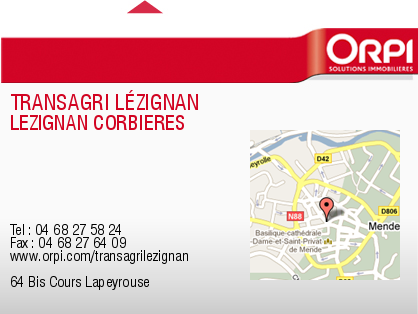 ORPI
SOLUTIONS IMMOBILIÈRES
TRANSAGRI LÉZIGNAN
LEZIGNAN CORBIERES
Tel : 04 68 27 58 24
Fax : 04 68 27 64 09
www.orpi.com/transagrilezignan
64 Bis Cours Lapeyrouse
eyrolle
D42
D806
N88
Mende
Basilique-cathédrale
Dame-et-Saint-Privat
de Mende